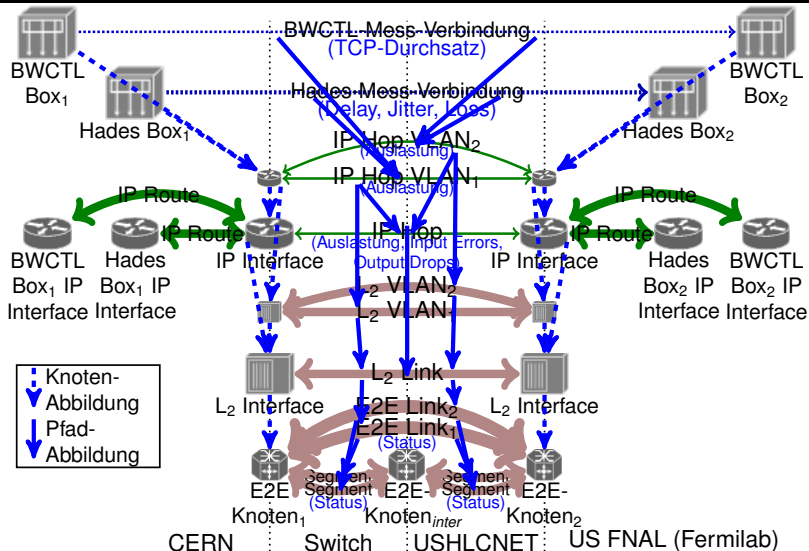 BWCTL-Mess-Verbindung
(TCP-Durchsatz)
BWCTL
Box1
BWCTL
Box2
Hades-Mess-Verbindung
(Delay, Jitter, Loss)
Hades Box1
Hades Box2
IP Hop VLAN2
(Auslastung)
IP Hop VLAN1
(Auslastung)
IP Route
IP Route
IP Route
IP Route
IP Hop
(Auslastung, Input Errors,
Output Drops)
BWCTL
Box1 IP
Interface
Hades
Box1 IP
Interface
IP Interface
IP Interface
Hades
Box2 IP
Interface
BWCTL
Box2 IP
Interface
L2 VLAN2
L2 VLAN1
L2 Link
L2 Interface
L2 Interface
Knoten-
Abbildung
Pfad-
Abbildung
E2E Link2
E2E Link1
(Status)
Segment
Segment
(Status)
Segment
Segment
(Status)
E2E
Knoten1
E2E-
Knoteninter
E2E-
Knoten2
CERN
Switch
USHLCNET
US FNAL (Fermilab)